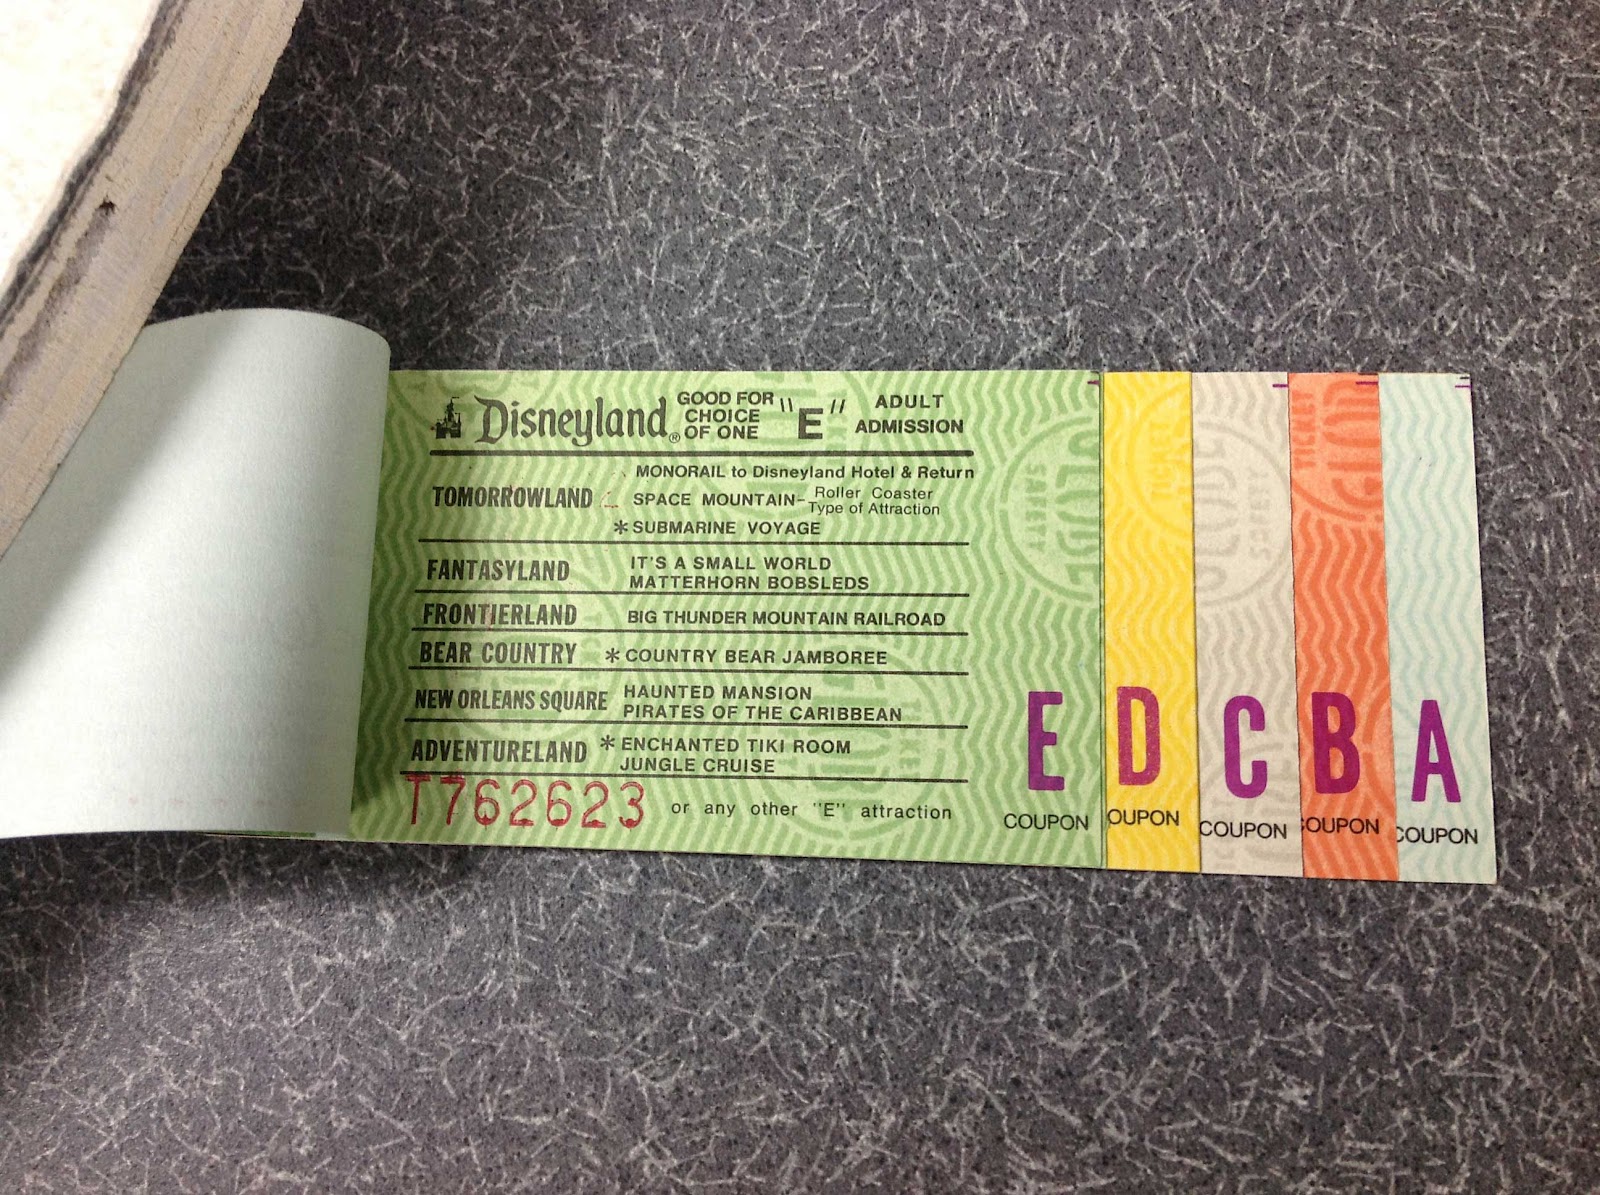 Disneyland® GOOD FOR CHOICE OF ONE "E" ADULT ADMISSION
MONORAIL to Disneyland Hotel & Return
TOMORROWLAND SPACE MOUNTAIN- Roller Coaster Type of Attraction
*SUBMARINE VOYAGE
FANTASYLAND IT'S A SMALL WORLD
MATTERHORN BOBSLEDS
FRONTIERLAND BIG THUNDER MOUNTAIN RAILROAD
BEAR COUNTRY *COUNTRY BEAR JAMBOREE
NEW ORLEANS SQUARE HAUNTED MANSION
PIRATES OF THE CARIBBEAN
ADVENTURELAND *ENCHANTED TIKI ROOM
JUNGLE CRUISE
T762623 or any other "E" attraction
E D C B A
COUPON OUPON COUPON COUPON COUPON